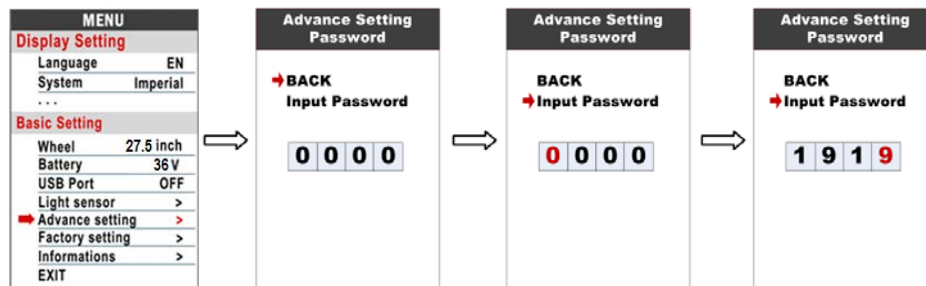 MENU
Display Setting
Language EN
System Imperial
. . .
Basic Setting
Wheel 27.5 inch
Battery 36 V
USB Port OFF
Light sensor >
Advance setting >
Factory setting >
Informations >
EXIT
Advance Setting
Password
BACK
Input Password
0 0 0 0
Advance Setting
Password
BACK
Input Password
0 0 0 0
Advance Setting
Password
BACK
Input Password
1 9 1 9